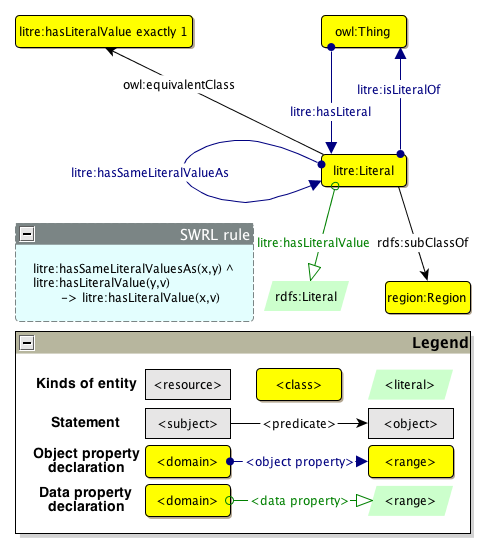 litre:hasLiteralValue exactly 1
owl:Thing
owl:equivalentClass
litre:isLiteralOf
litre:hasLiteral
litre:hasSameLiteralValueAs
litre:Literal
SWRL rule
litre:hasSameLiteralValuesAs(x,y) ^
litre:hasLiteralValue(y,v)
-> litre:hasLiteralValue(x,v)
litre:hasLiteralValue
rdfs:subClassOf
rdfs:Literal
region:Region
Legend
Kinds of entity
<resource>
<class>
<literal>
Statement
<subject>
<predicate>
<object>
Object property
declaration
<domain>
<object property>
<range>
Data property
declaration
<domain>
<data property>
<range>